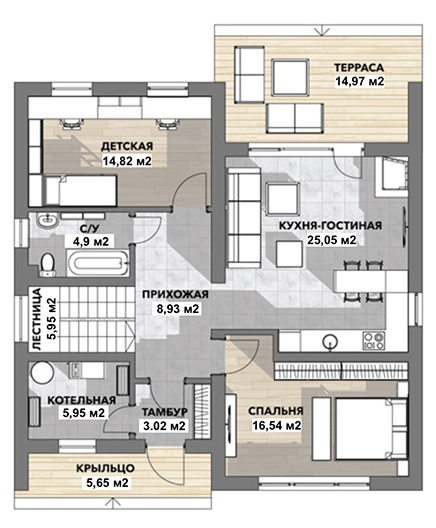 ТЕРРАСА
14,97 м2
ДЕТСКАЯ
14,82 м2
С/У
4,9 м2
КУХНЯ-ГОСТИНАЯ
25,05 м2
ПРИХОЖАЯ
8,93 м2
ЛЕСТНИЦА
5,95 м2
КОТЕЛЬНАЯ
5,95 м2
ТАМБУР
3.02 м2
СПАЛЬНЯ
16,54 м2
КРЫЛЬЦО
5,65 м2